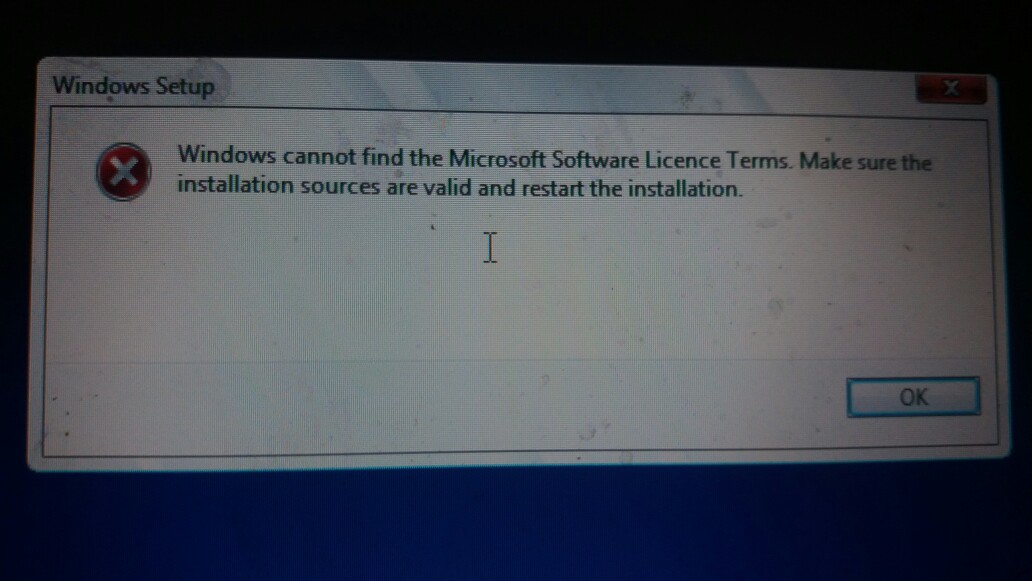 Windows Setup
Windows cannot find the Microsoft Software Licence Terms. Make sure the
installation sources are valid and restart the installation.
OK